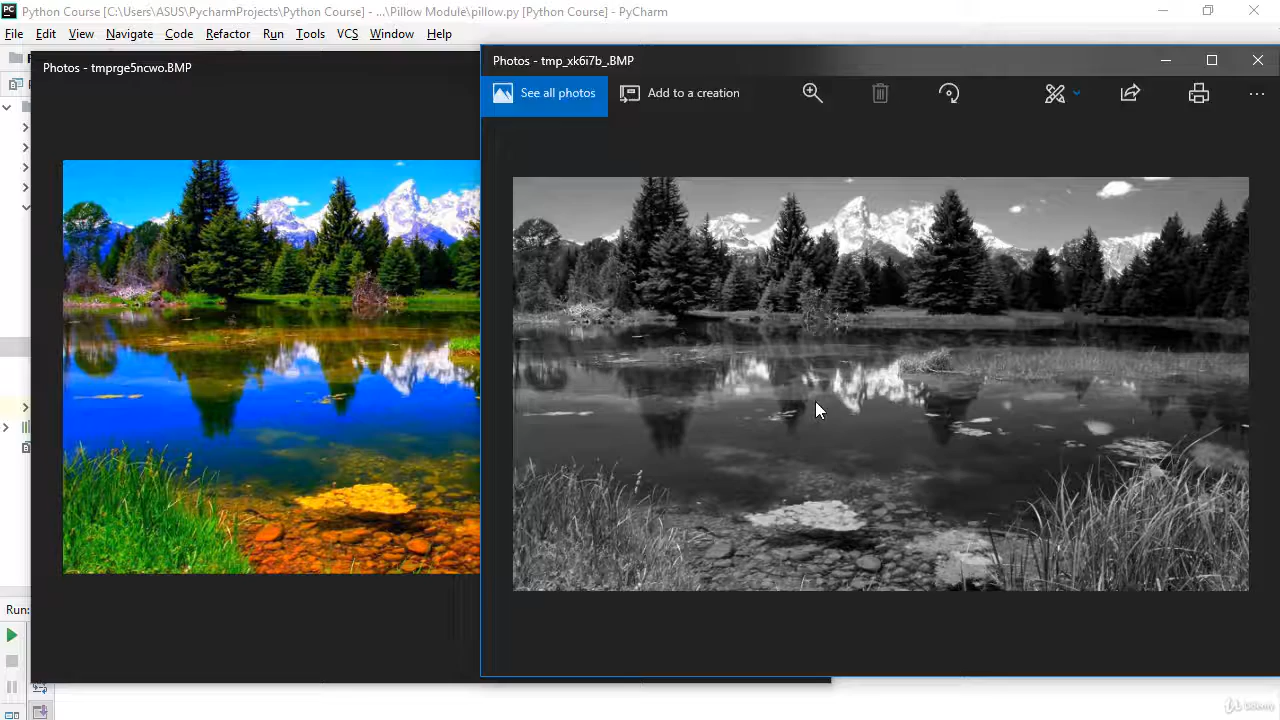 Python Course [C:\Users\ASUS\PycharmProjects\Python Course] - ...\Pillow Module\pillow.py [Python Course] - PyCharm
File Edit View Navigate Code Refactor Run Tools VCS Window Help
Photos - tmprge5ncwo.BMP
Photos - tmp_xk6i7b_.BMP
See all photos
Add to a creation
Run:
Udemy